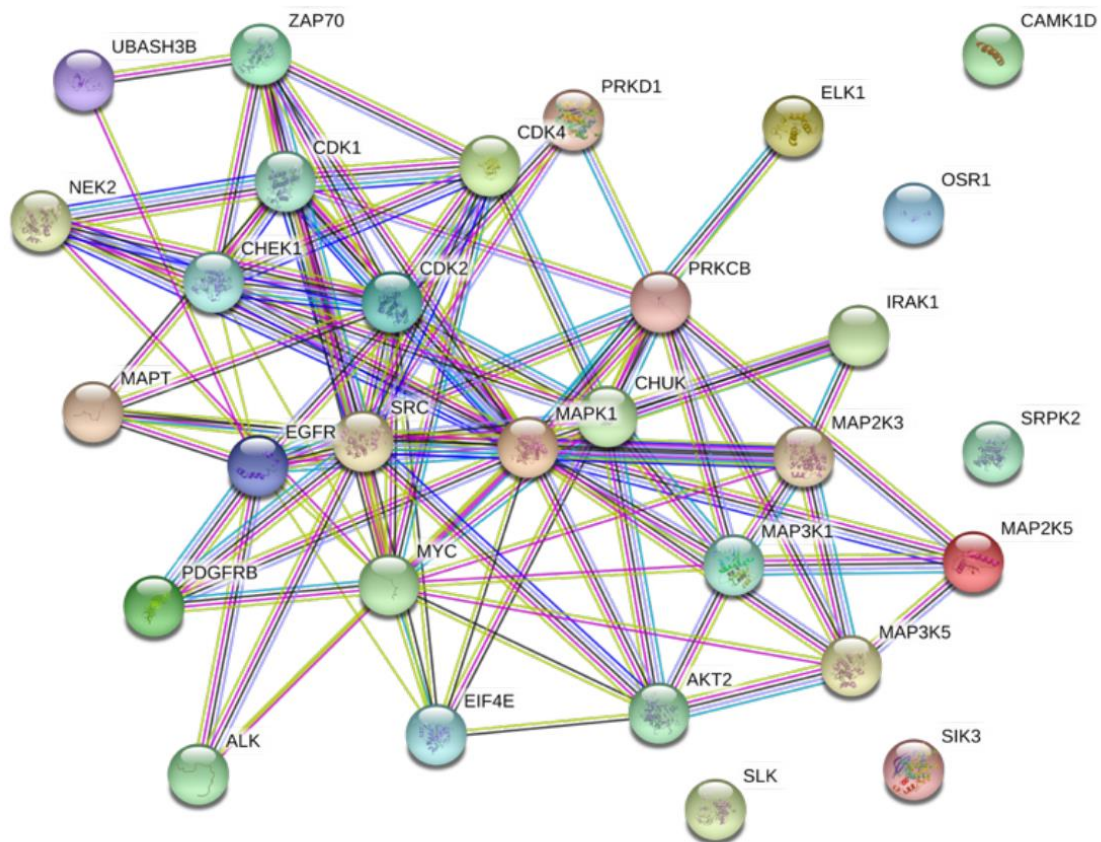 ZAP70
CAMK1D
UBASH3B
PRKD1
ELK1
CDK4
CDK1
NEK2
OSR1
CHEK1
CDK2
PRKCB
IRAK1
MAPT
CHUK
SRC
MAPK1
MAP2K3
SRPK2
EGFR
MAP3K1
MAP2K5
MYC
PDGFRB
MAP3K5
AKT2
EIF4E
SIK3
ALK
SLK